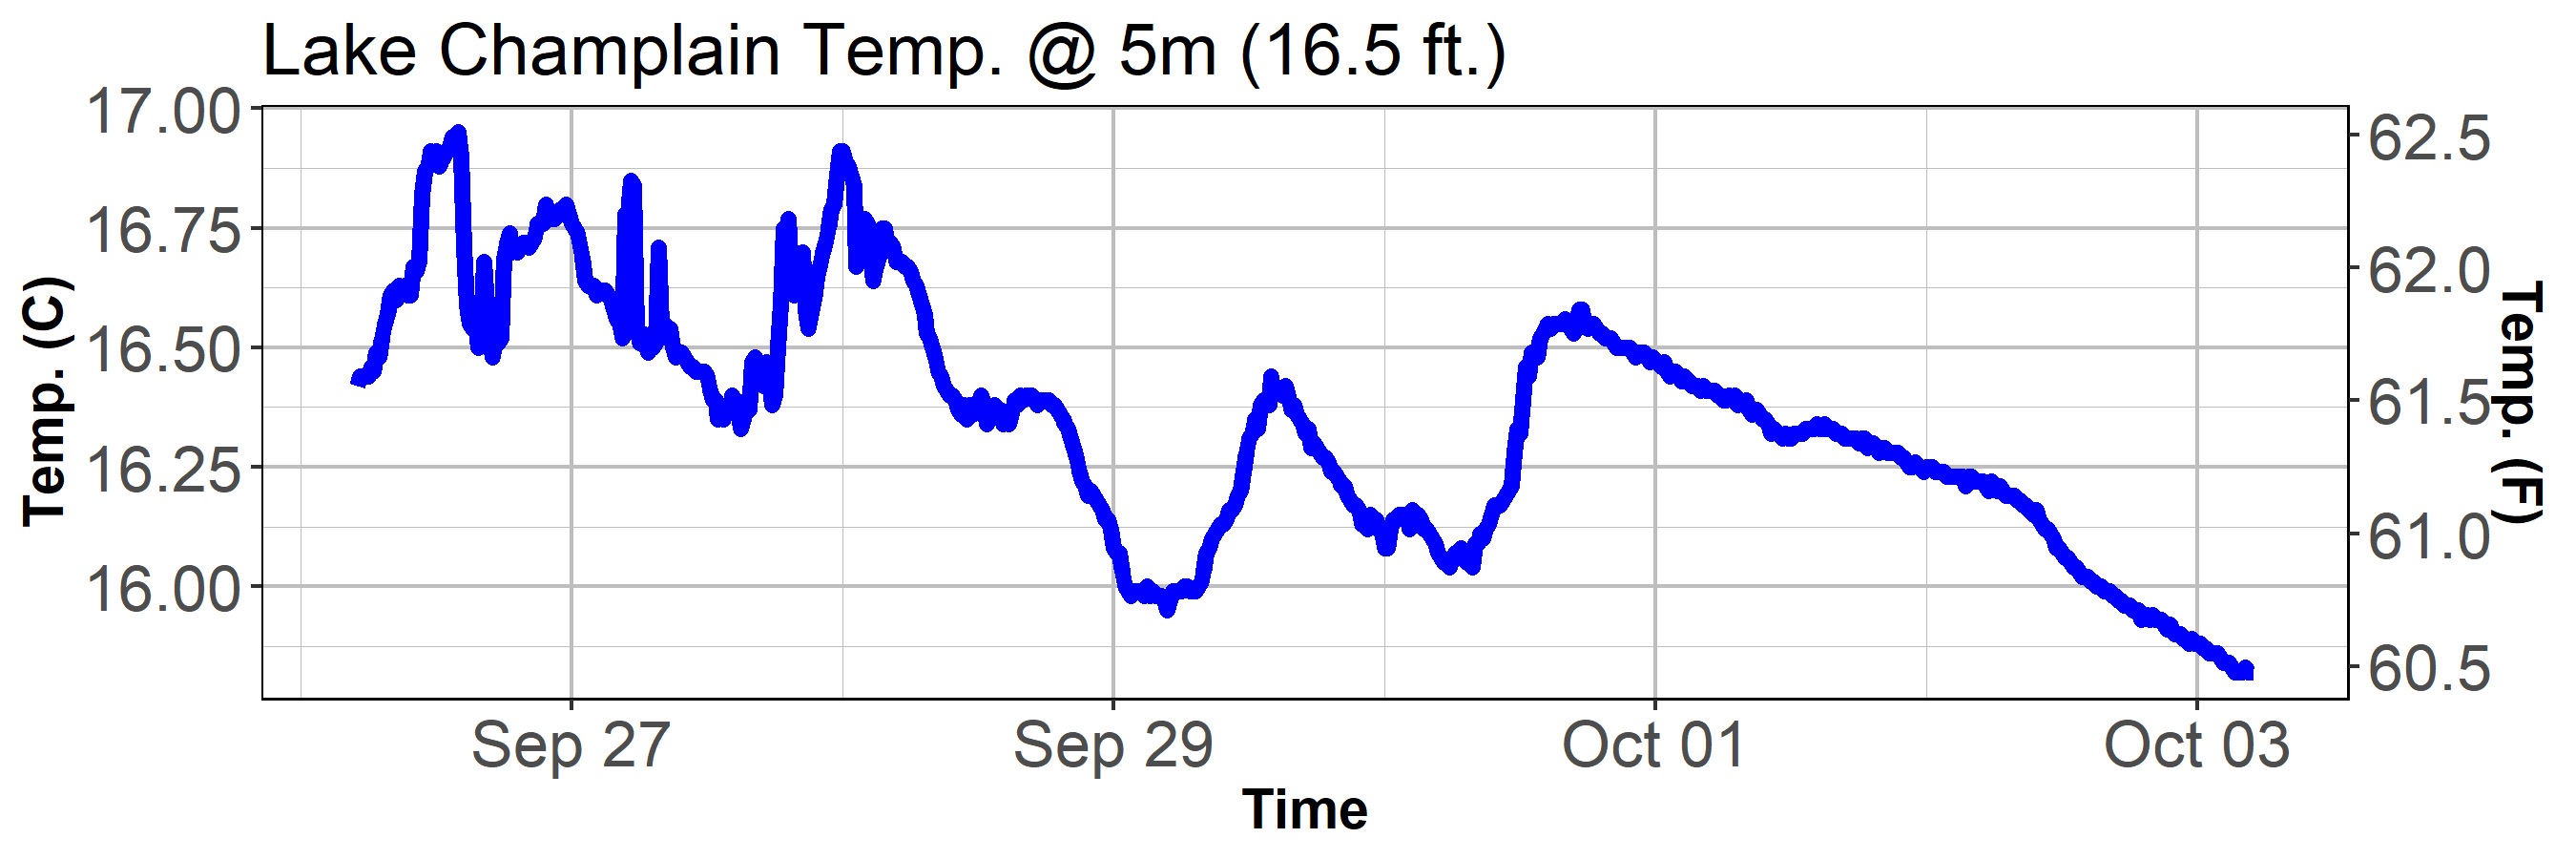 Lake Champlain Temp. @ 5m (16.5 ft.)
17.00
16.75
16.50
16.25
16.00
Temp. (C)
62.5
62.0
61.5
61.0
60.5
Temp. (F)
Sep 27
Sep 29
Oct 01
Oct 03
Time